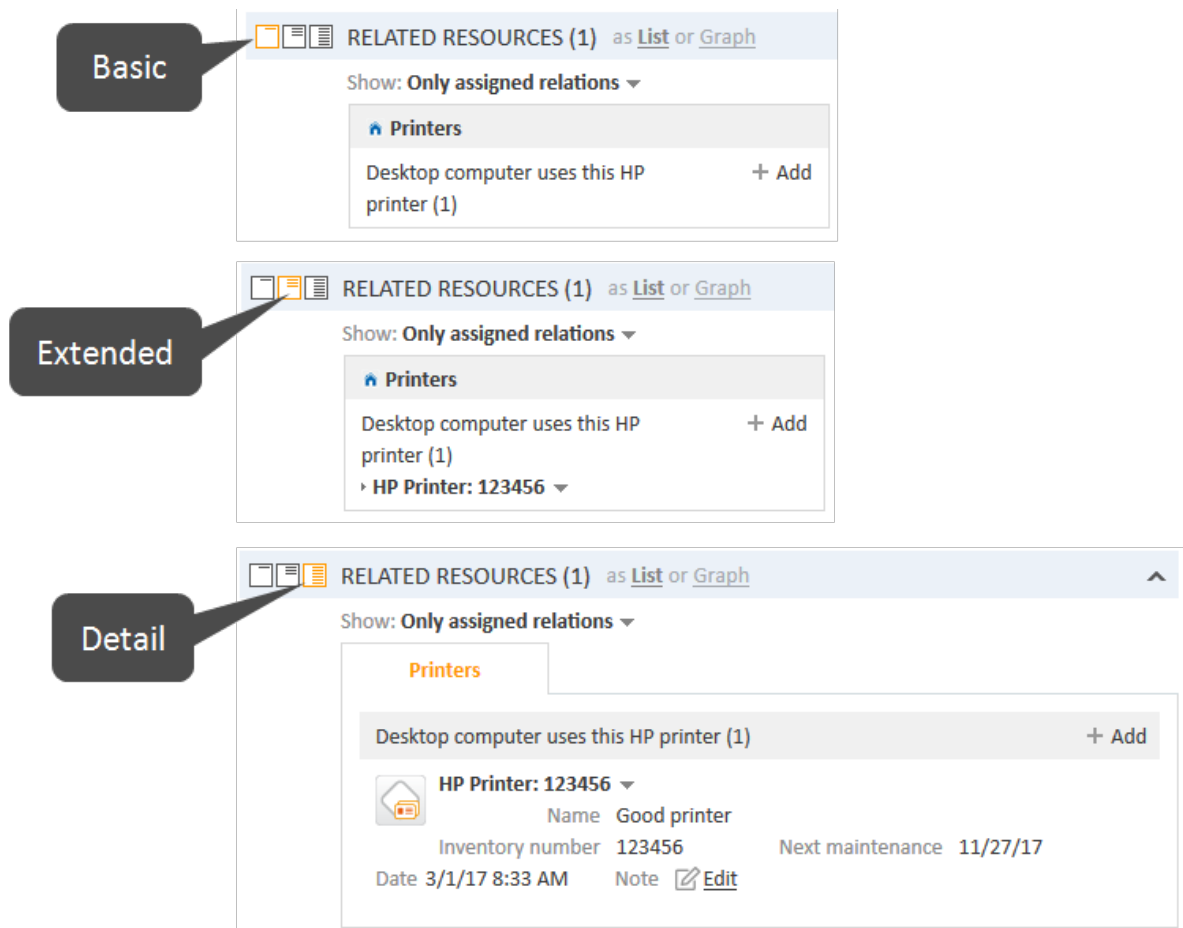 Basic
RELATED RESOURCES (1) as List or Graph
Show: Only assigned relations
Printers
Desktop computer uses this HP + Add
printer (1)
Extended
RELATED RESOURCES (1) as List or Graph
Show: Only assigned relations
Printers
Desktop computer uses this HP + Add
printer (1)
HP Printer: 123456
Detail
RELATED RESOURCES (1) as List or Graph
Show: Only assigned relations
Printers
Desktop computer uses this HP printer (1) + Add
HP Printer: 123456
Name Good printer
Inventory number 123456 Next maintenance 11/27/17
Date 3/1/17 8:33 AM Note Edit